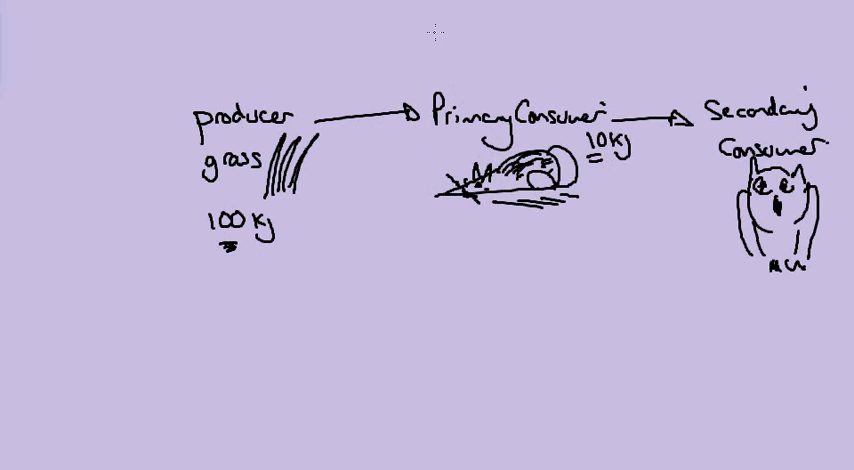 producer
Primary Consumer
Secondary
Consumer
grass
10Kj
100 Kj